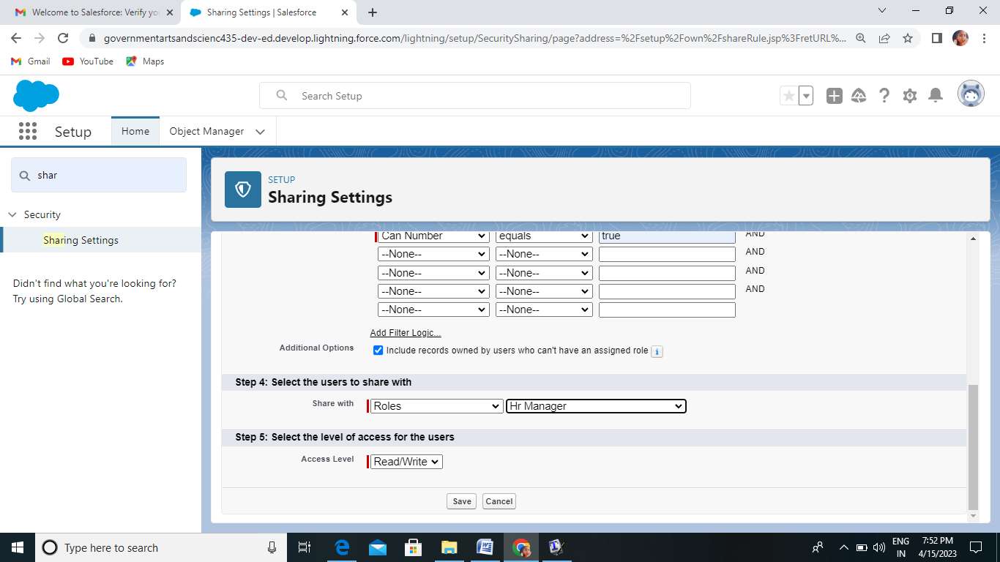 Welcome to Salesforce: Verify you
Sharing Settings | Salesforce
governmentartsandscienc435-dev-ed.develop.lightning.force.com/lightning/setup/SecuritySharing/page?address=%2Fsetup%2Fown%2FshareRule.jsp%3FretURL%...
Gmail YouTube Maps
Search Setup
Setup Home Object Manager
shar
Security
Sharing Settings
Didn't find what you're looking for?
Try using Global Search.
SETUP
Sharing Settings
Can Number equals true AND
--None-- --None-- AND
--None-- --None-- AND
--None-- --None-- AND
--None-- --None--
Add Filter Logic...
Additional Options Include records owned by users who can't have an assigned role i
Step 4: Select the users to share with
Share with Roles Hr Manager
Step 5: Select the level of access for the users
Access Level Read/Write
Save Cancel
Type here to search
ENG
IN
7:52 PM
4/15/2023